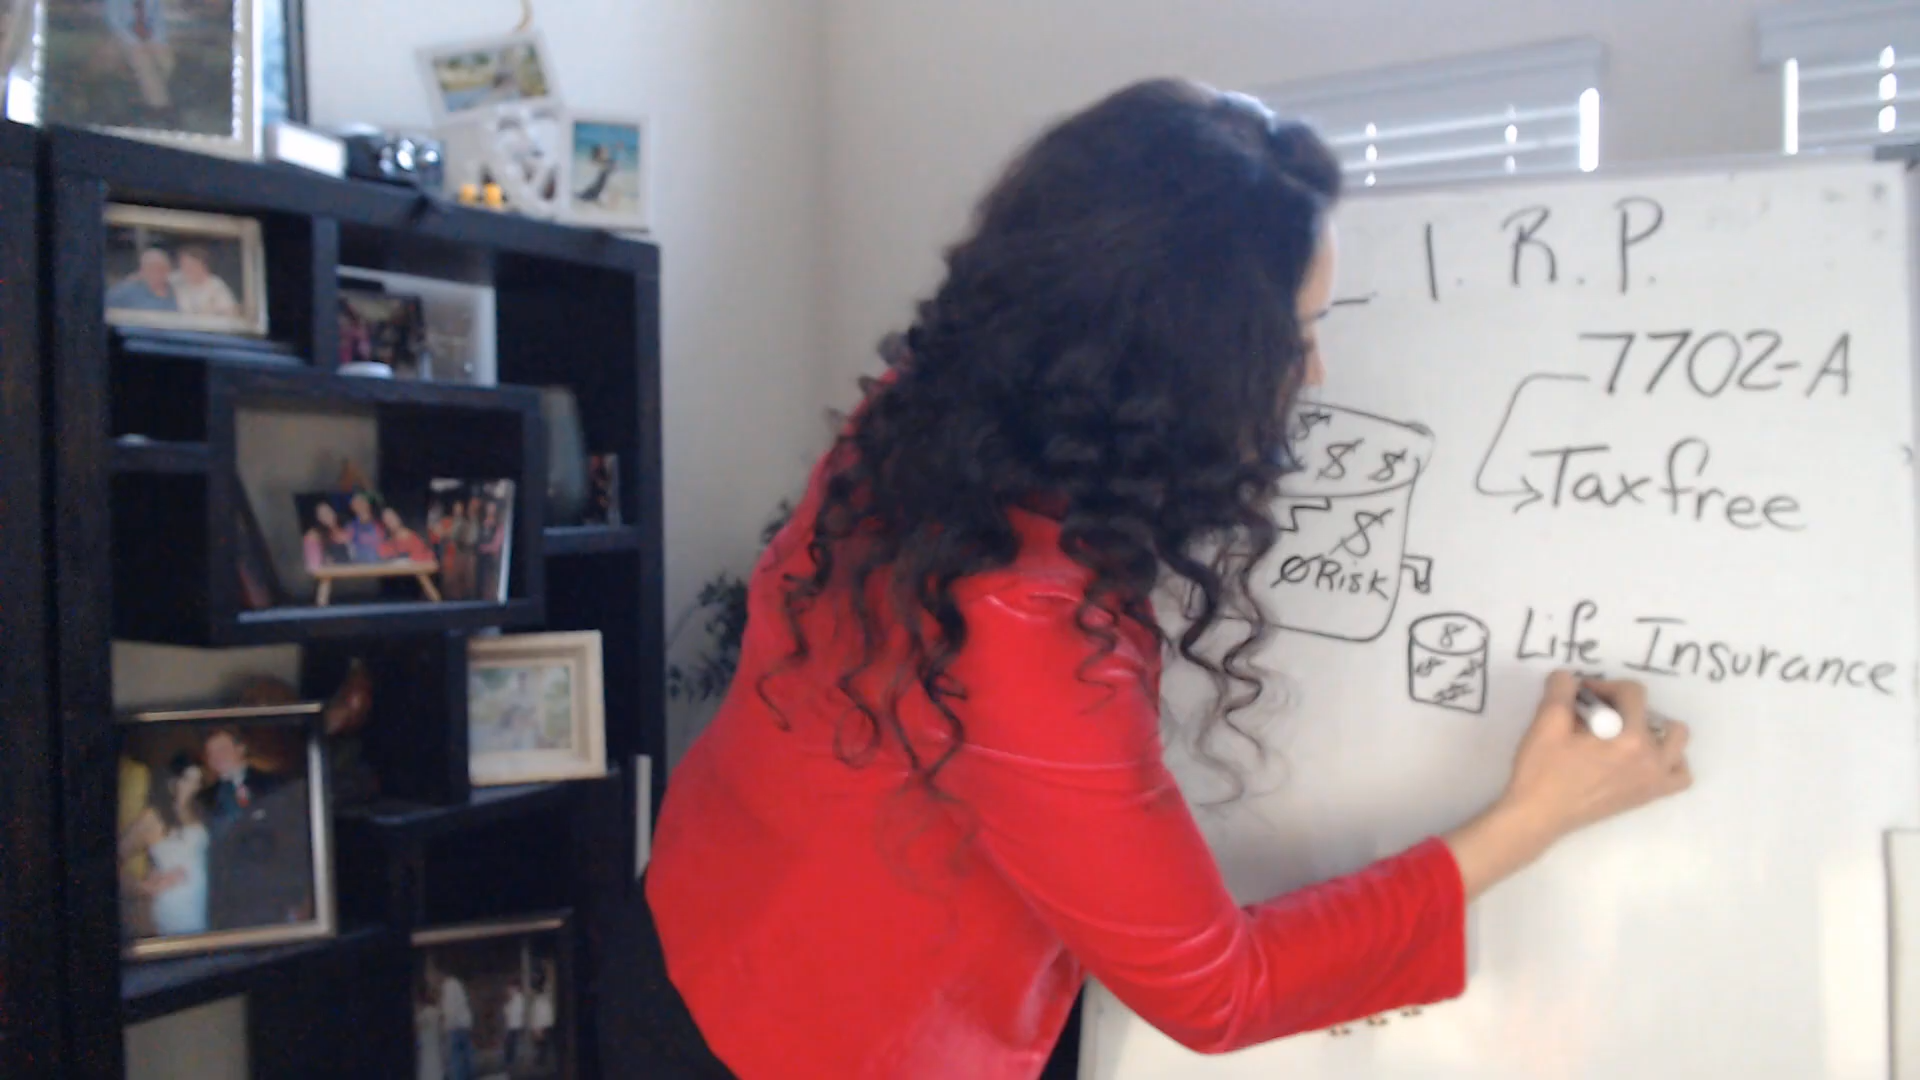 I. R. P.
7702-A
Tax free
$ $ $
$
Ø Risk
$
Life Insurance